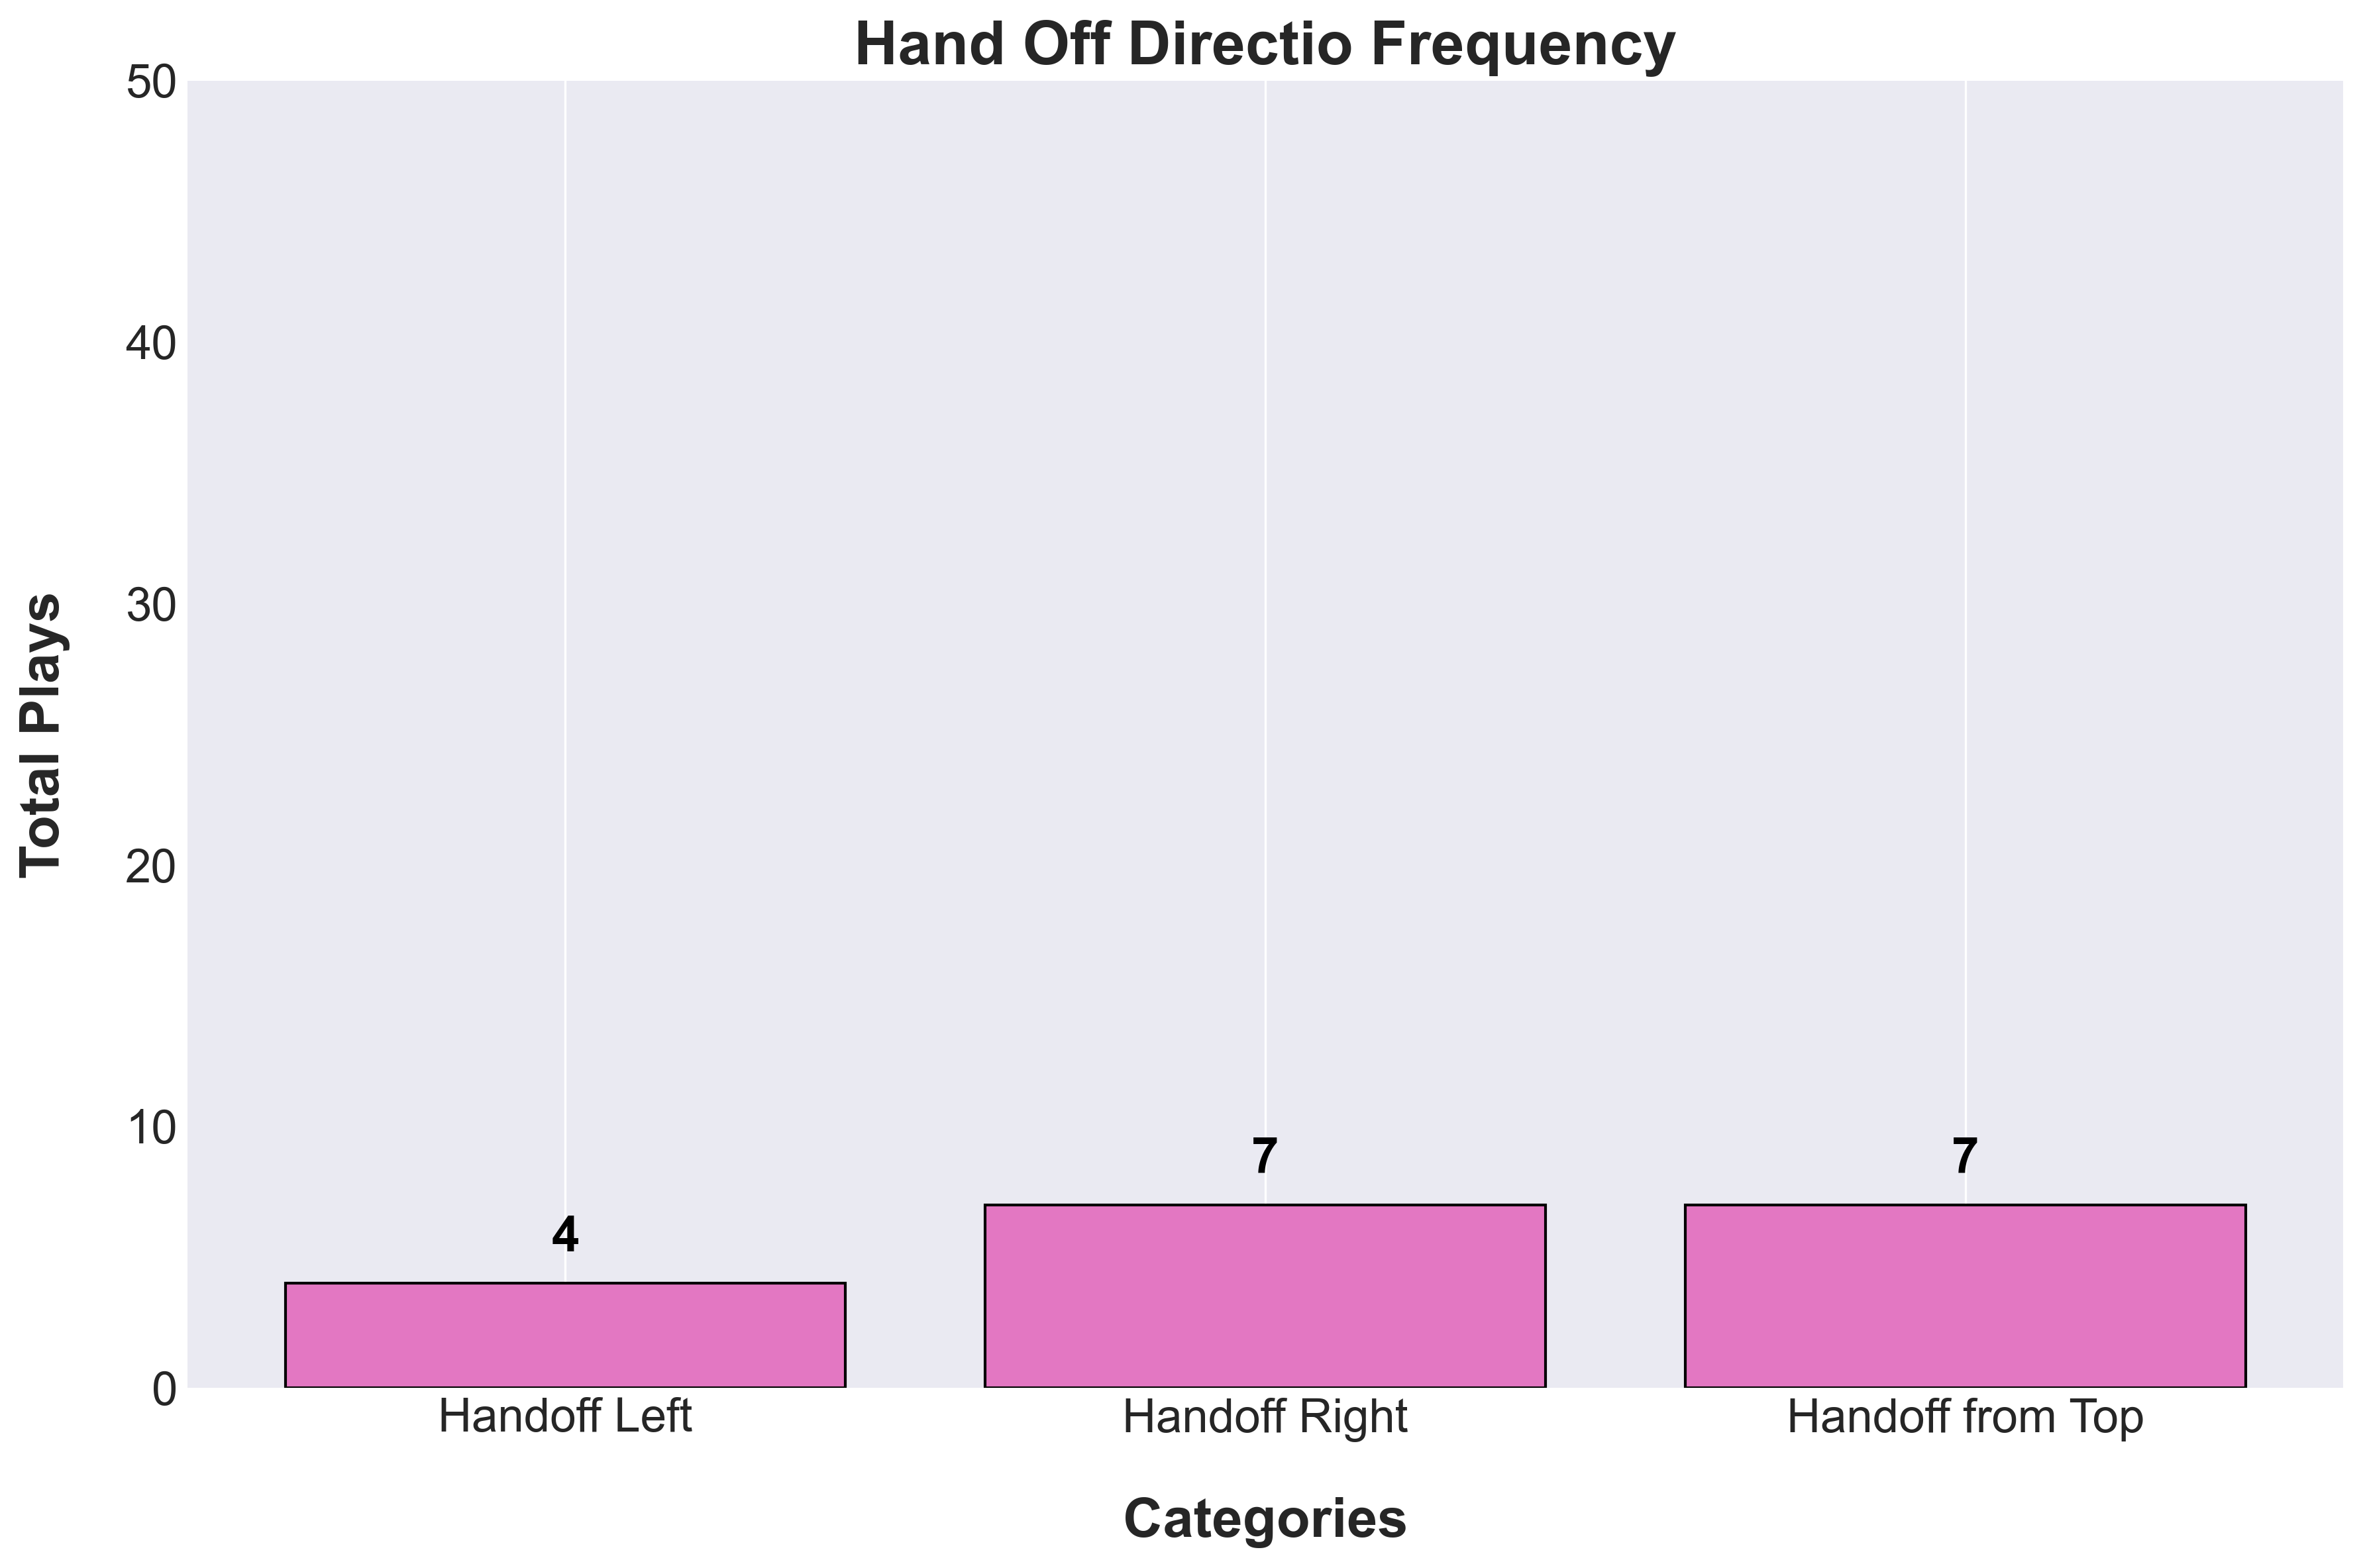 Hand Off Directio Frequency
50
40
30
20
10
0
Total Plays
4
7
7
Handoff Left
Handoff Right
Handoff from Top
Categories